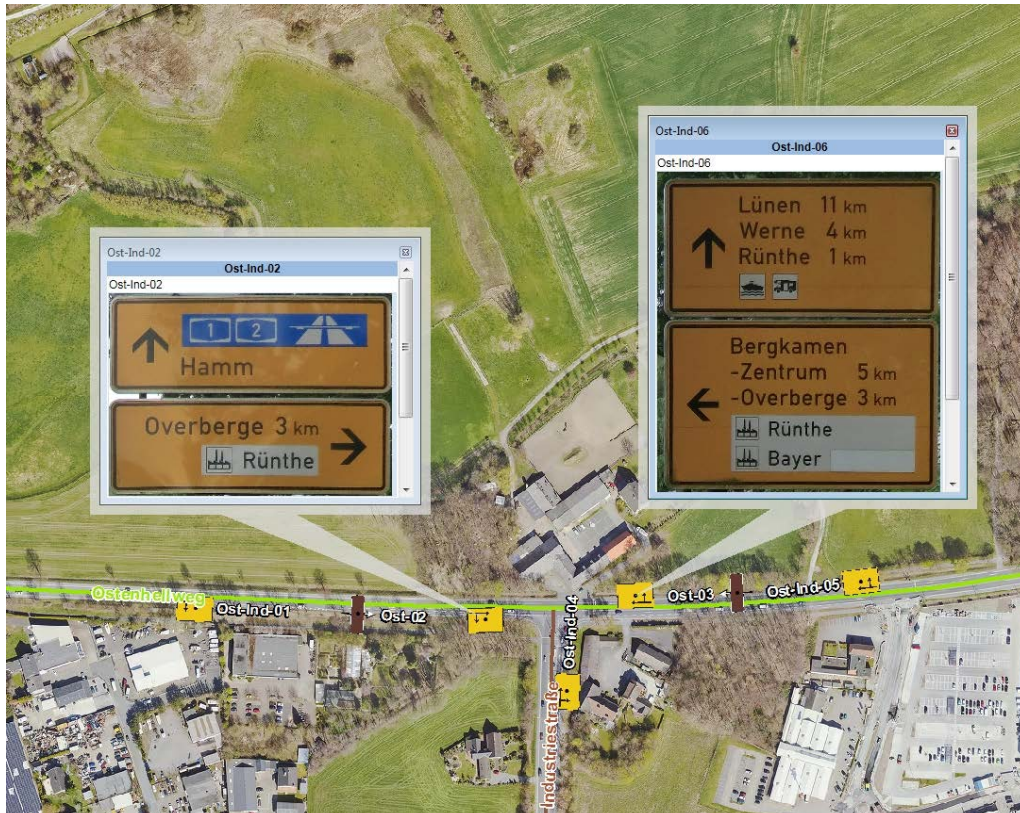 Ost-Ind-06
Ost-Ind-06
Ost-Ind-06
Lünen 11 km
Werne 4 km
Rünthe 1 km
Bergkamen
-Zentrum 5 km
-Overberge 3 km
Rünthe
Bayer
Ost-Ind-02
Ost-Ind-02
Ost-Ind-02
1 2
Hamm
Overberge 3 km
Rünthe
Ostenhellweg
Ost-Ind-01
Ost-02
Ost-03
Ost-Ind-05
Ost-Ind-04
Industriestraße